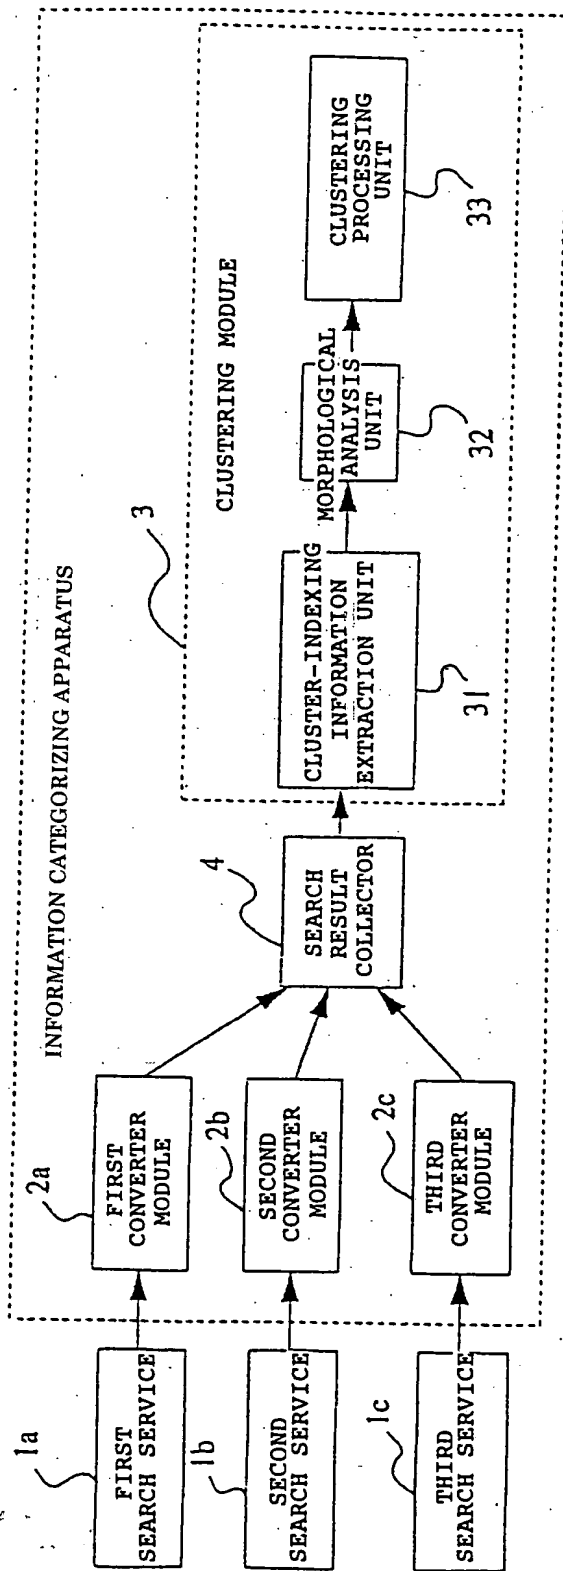 INFORMATION CATEGORIZING APPARATUS
1a
FIRST
SEARCH SERVICE
2a
FIRST
CONVERTER
MODULE
1b
SECOND
SEARCH SERVICE
2b
SECOND
CONVERTER
MODULE
1c
THIRD
SEARCH SERVICE
2c
THIRD
CONVERTER
MODULE
4
SEARCH
RESULT
COLLECTOR
3
CLUSTERING MODULE
CLUSTER-INDEXING
INFORMATION
EXTRACTION UNIT
31
MORPHOLOGICAL
ANALYSIS
UNIT
32
CLUSTERING
PROCESSING
UNIT
33